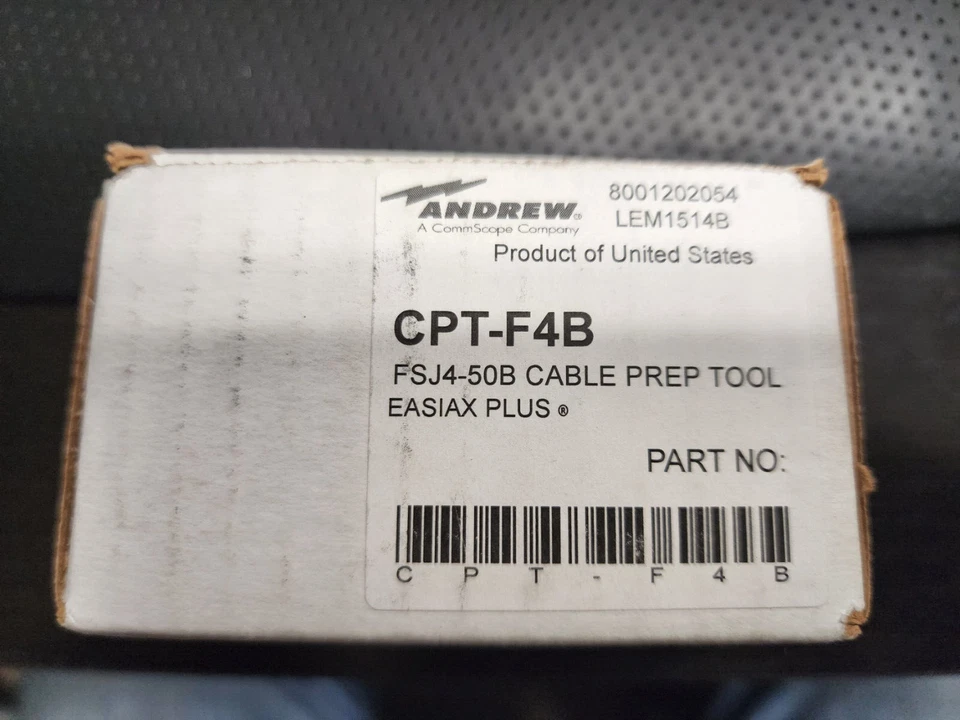 ANDREW®
A CommScope Company
8001202054
LEM1514B
Product of United States
CPT-F4B
FSJ4-50B CABLE PREP TOOL
EASIAX PLUS ®
PART NO:
C P T - F 4 B